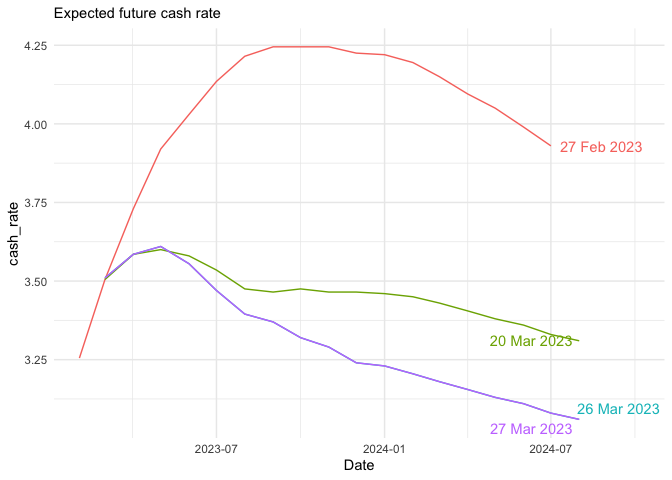 Expected future cash rate
4.25
4.00
3.75
3.50
3.25
cash_rate
27 Feb 2023
20 Mar 2023
26 Mar 2023
27 Mar 2023
2023-07
2024-01
2024-07
Date